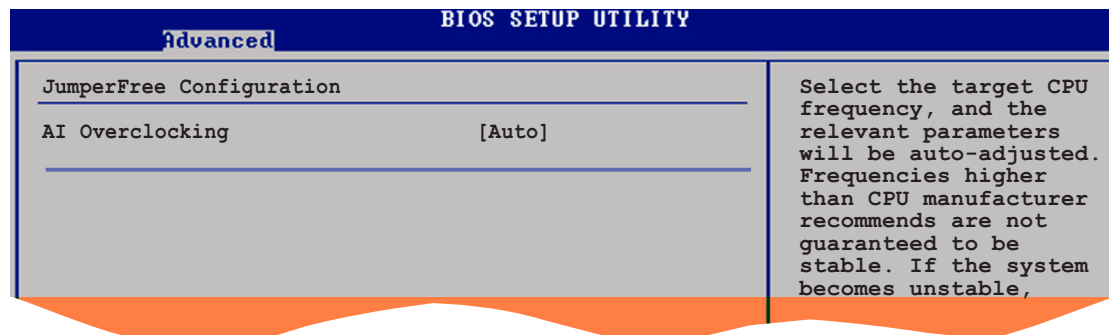 BIOS SETUP UTILITY
Advanced
JumperFree Configuration
AI Overclocking [Auto]
Select the target CPU
frequency, and the
relevant parameters
will be auto-adjusted.
Frequencies higher
than CPU manufacturer
recommends are not
guaranteed to be
stable. If the system
becomes unstable,